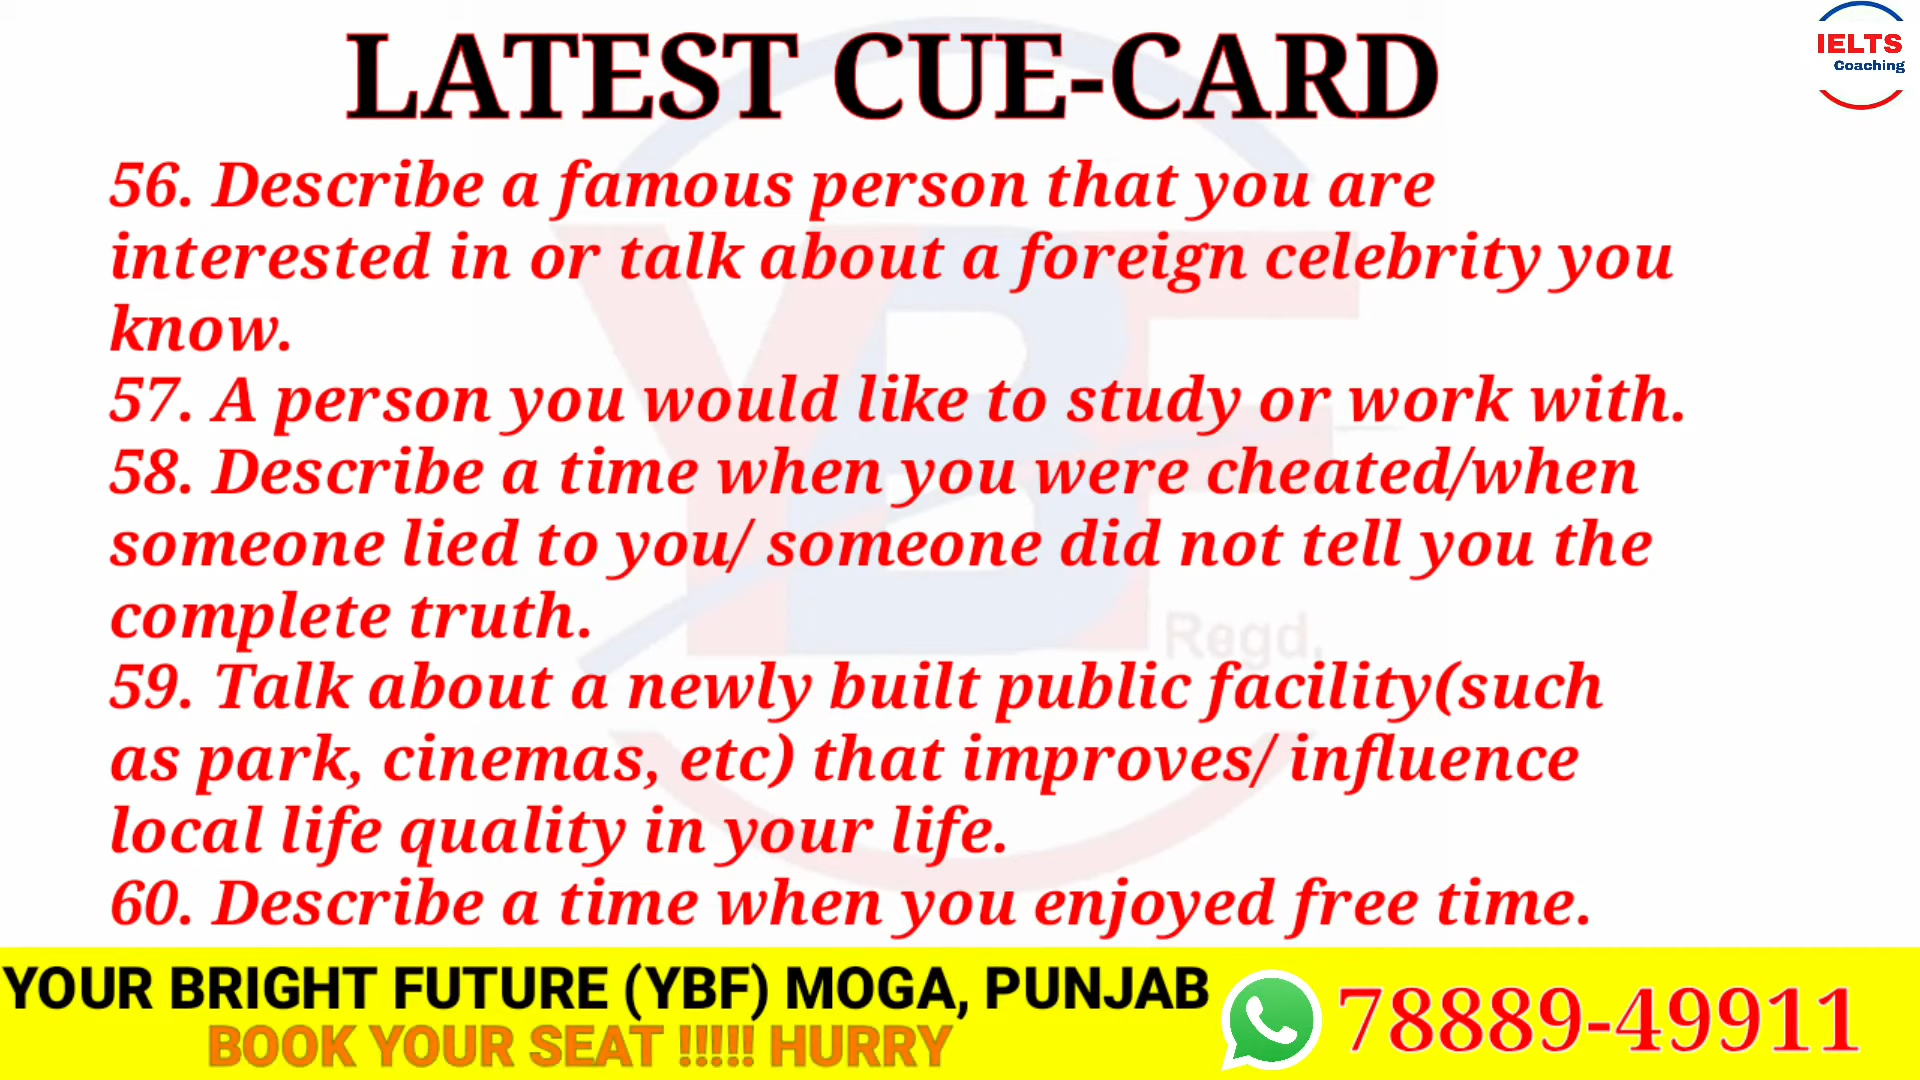 LATEST CUE-CARD
IELTS
Coaching
56. Describe a famous person that you are
interested in or talk about a foreign celebrity you
know.
57. A person you would like to study or work with.
58. Describe a time when you were cheated/when
someone lied to you/ someone did not tell you the
complete truth.
Regd.
59. Talk about a newly built public facility(such
as park, cinemas, etc) that improves/ influence
local life quality in your life.
60. Describe a time when you enjoyed free time.
YOUR BRIGHT FUTURE (YBF) MOGA, PUNJAB
BOOK YOUR SEAT !!!!! HURRY
78889-49911
YBF